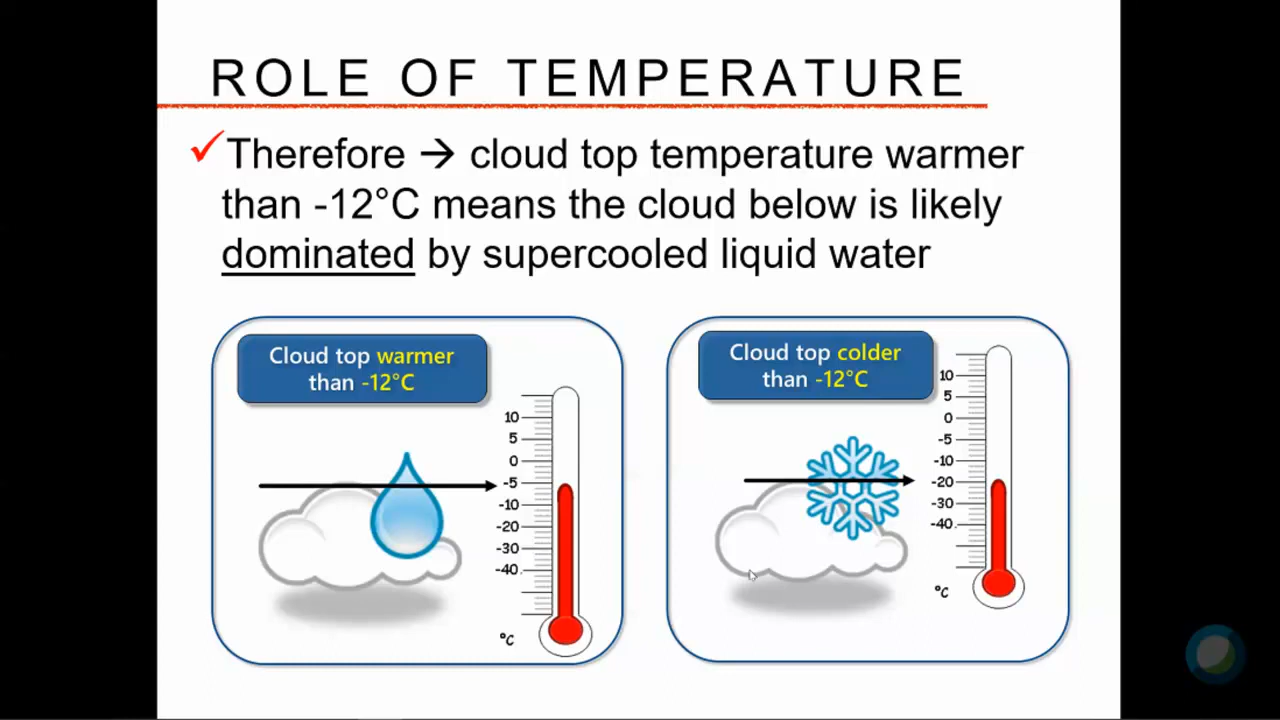 ROLE OF TEMPERATURE
✓Therefore → cloud top temperature warmer
than -12°C means the cloud below is likely
dominated by supercooled liquid water
Cloud top warmer
than -12°C
10
5
0
-5
-10
-20
-30
-40
°C
Cloud top colder
than -12°C
10
5
0
-5
-10
-20
-30
-40
°C